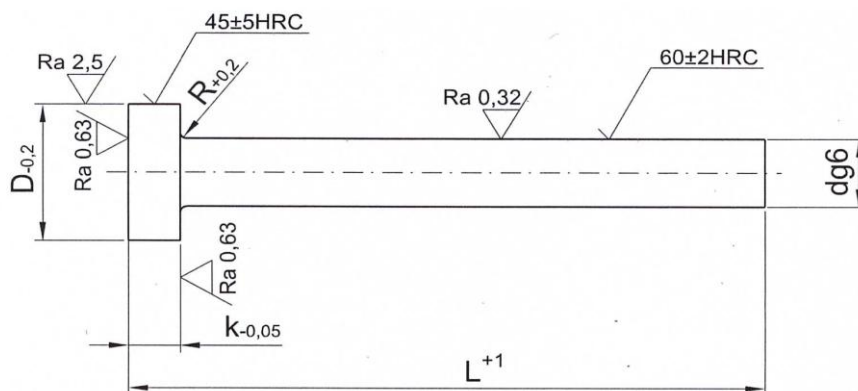 45±5HRC
Ra 2,5
R+0,2
60±2HRC
Ra 0,32
Ra 0,63
D-0,2
dg6
Ra 0,63
k-0,05
L+1